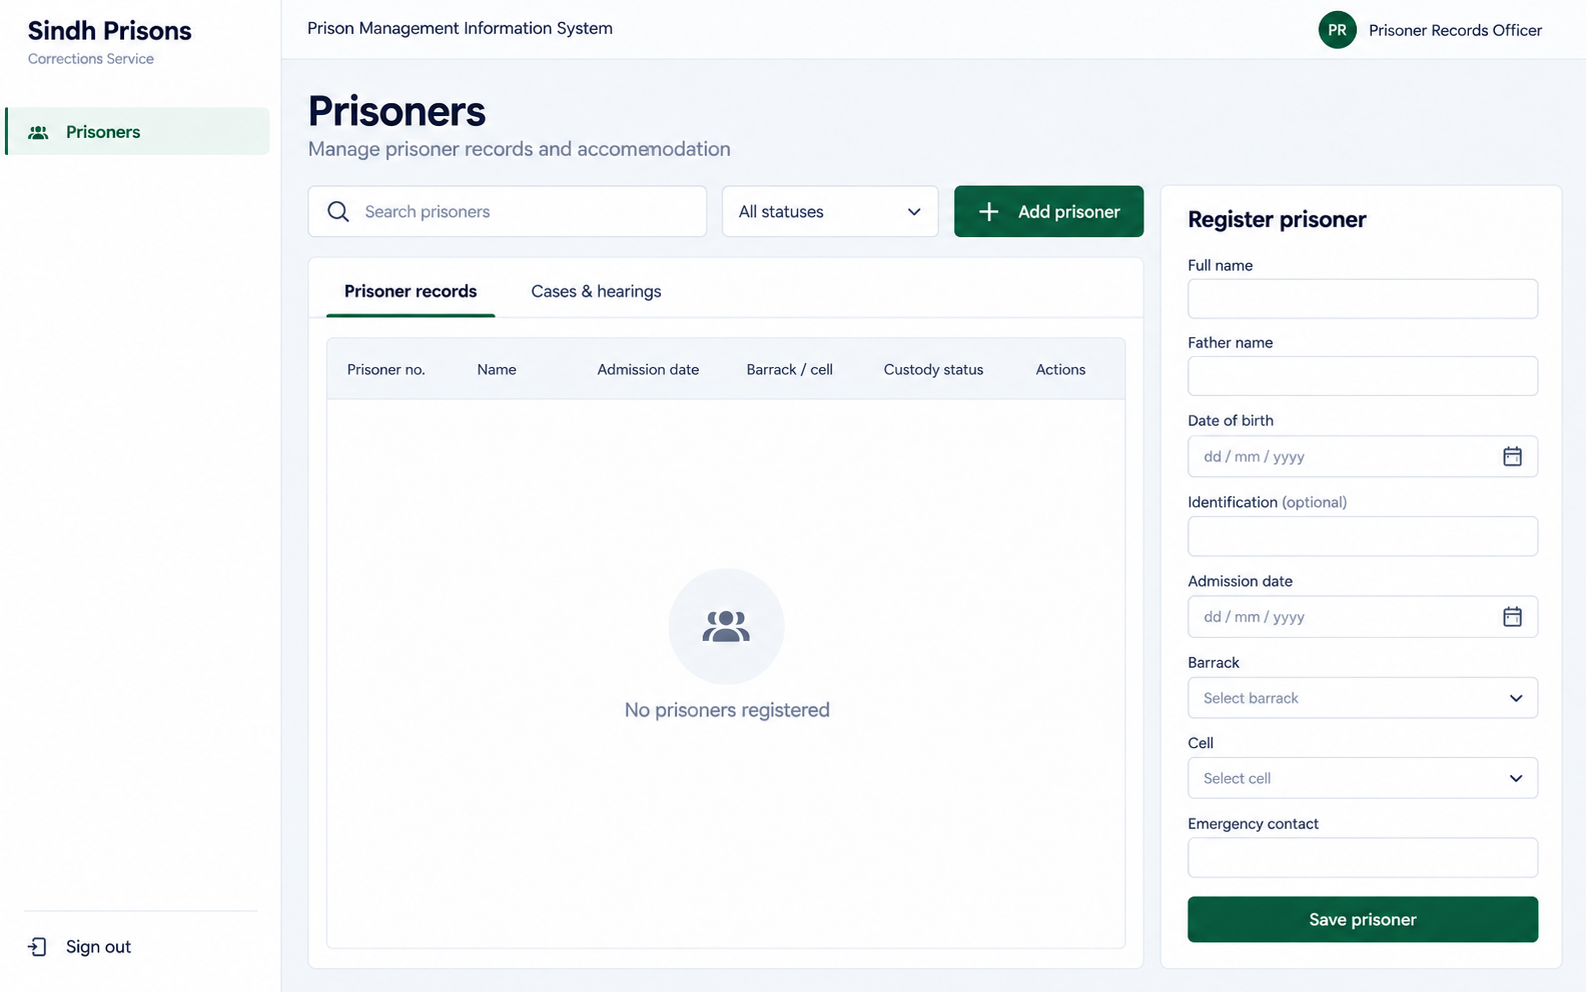 Sindh Prisons
Corrections Service
Prisoners
Sign out
Prison Management Information System
PR
Prisoner Records Officer
Prisoners
Manage prisoner records and accomemodation
Search prisoners
All statuses
Add prisoner
Prisoner records
Cases & hearings
Prisoner no.
Name
Admission date
Barrack / cell
Custody status
Actions
No prisoners registered
Register prisoner
Full name
Father name
Date of birth
dd / mm / yyyy
Identification (optional)
Admission date
dd / mm / yyyy
Barrack
Select barrack
Cell
Select cell
Emergency contact
Save prisoner